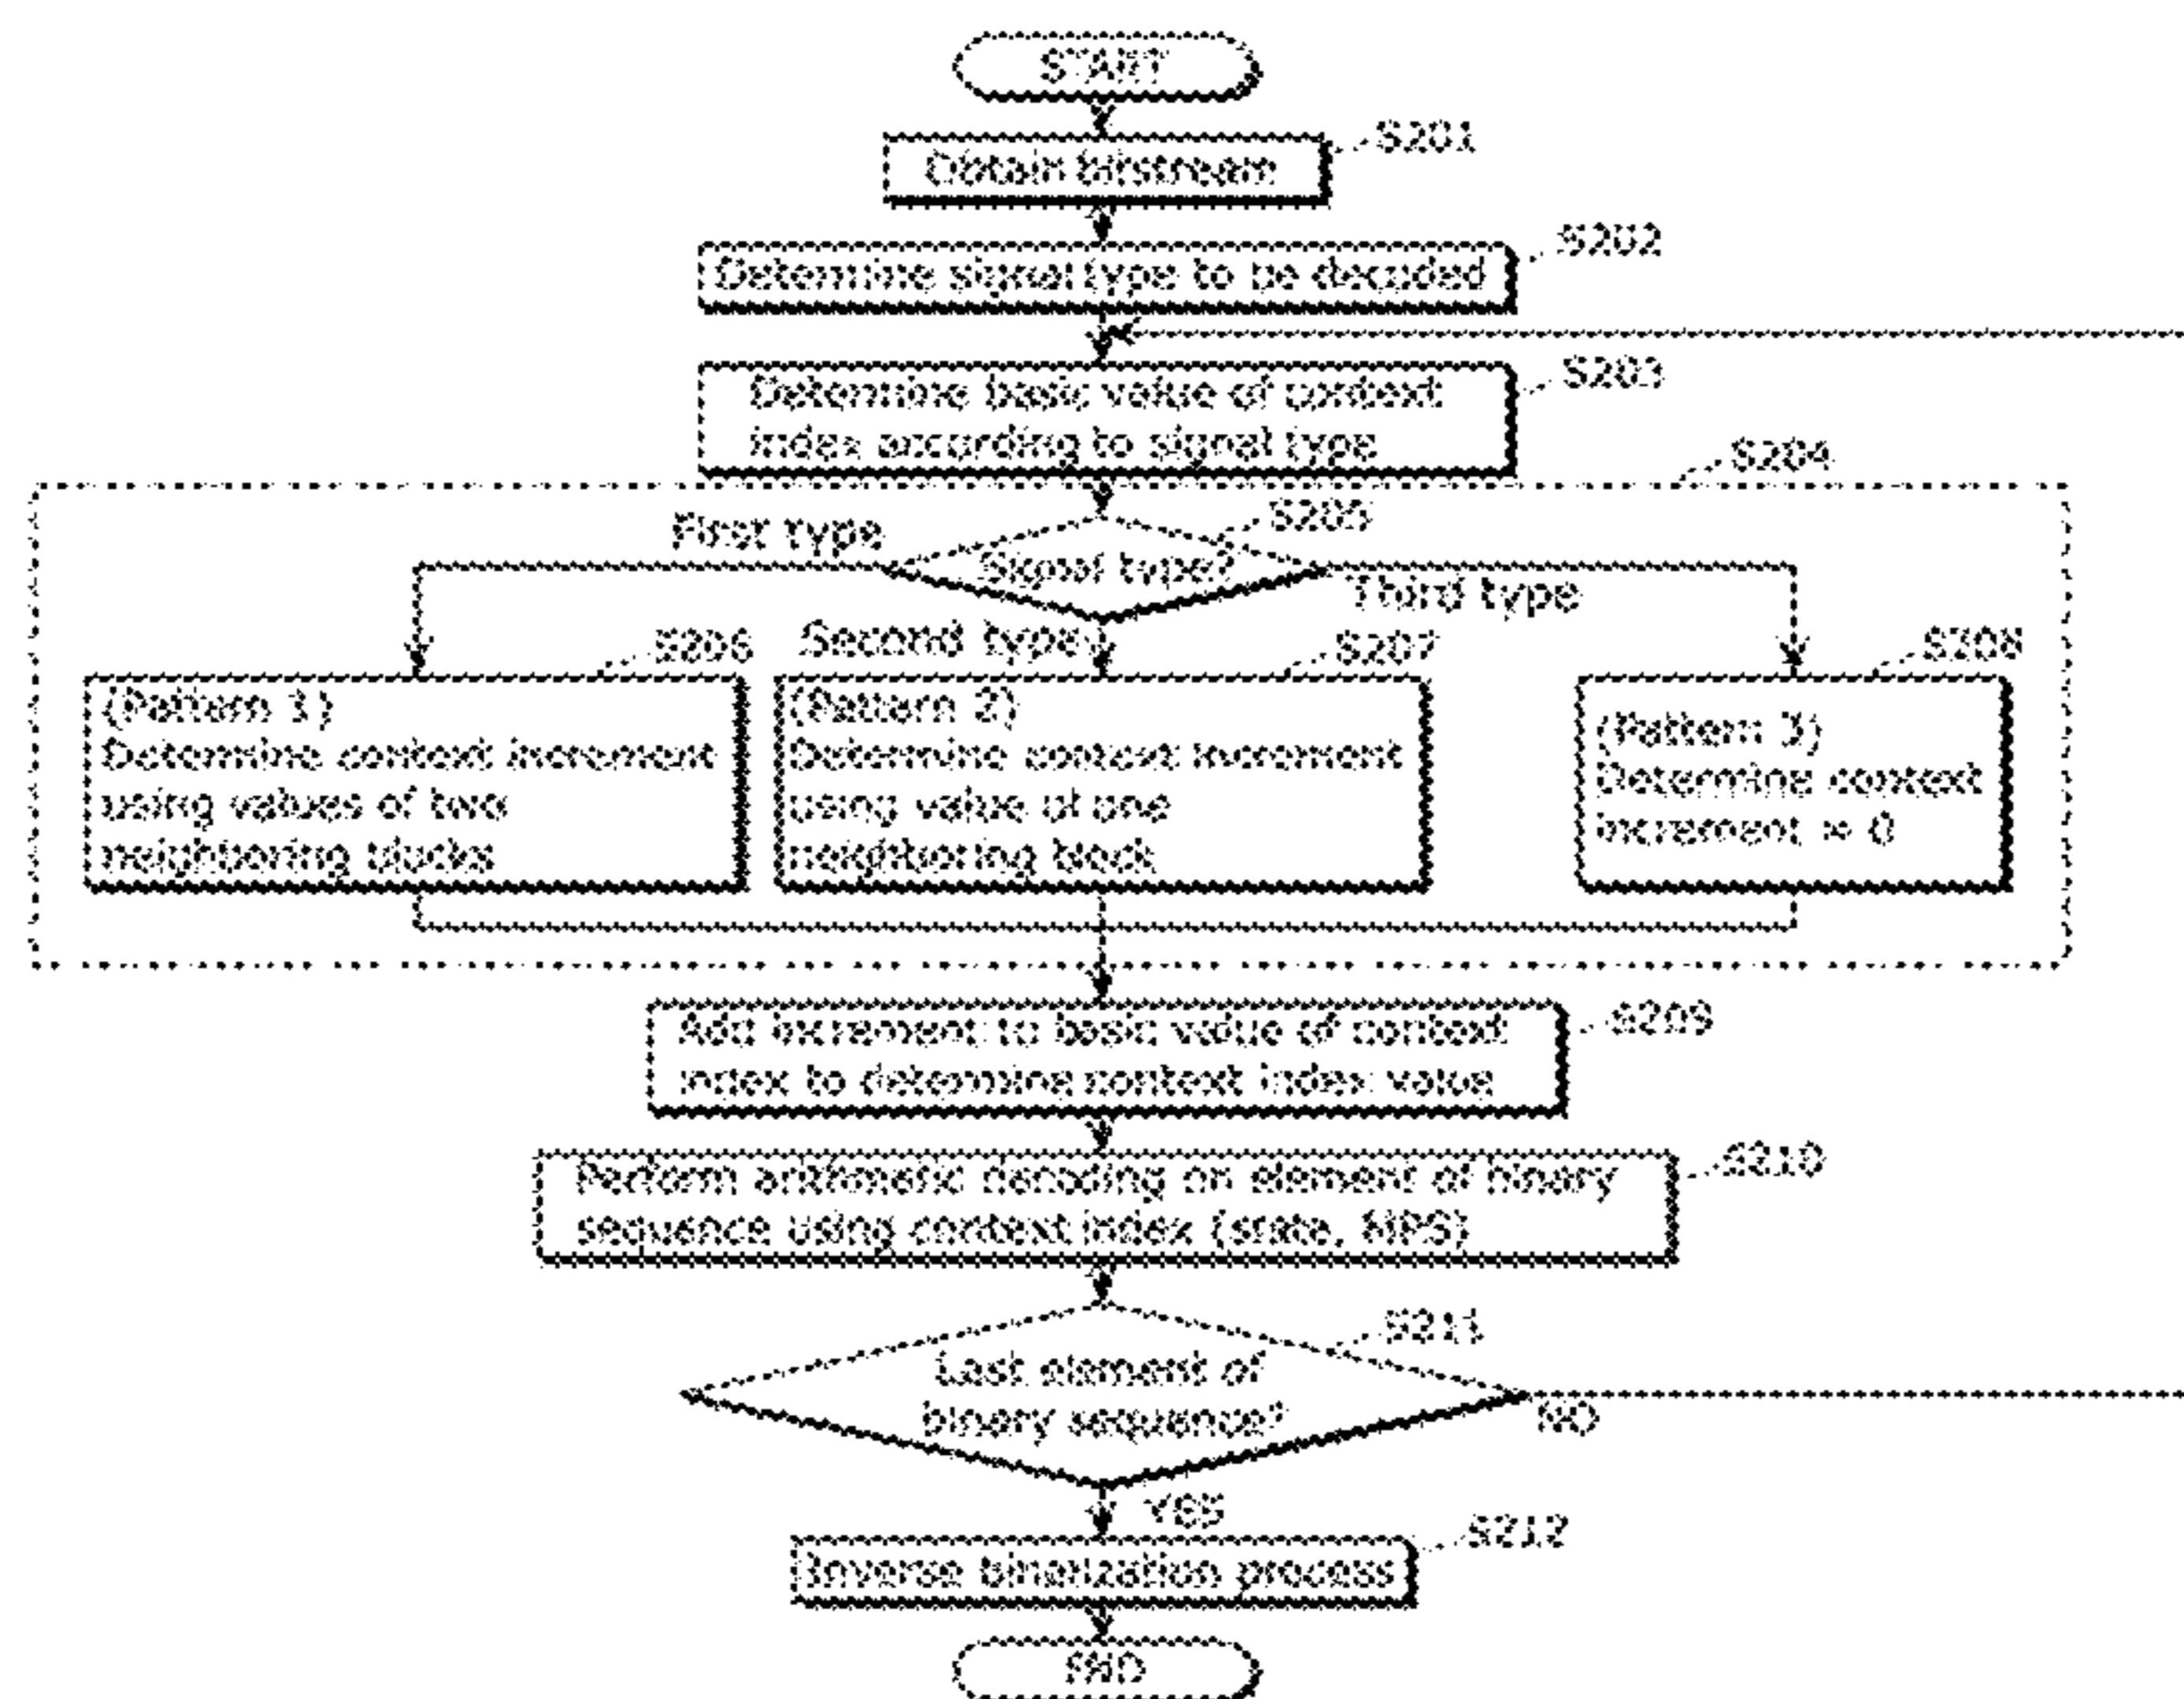 START
S201
Obtain bitstream
S202
Determine signal type to be decoded
S203
Determine basic value of context
index according to signal type
S204
S205
First type
Signal type?
Third type
S206
Second type
S207
S208
(Pattern 1)
Determine context increment
using values of two
neighboring blocks
(Pattern 2)
Determine context increment
using value of one
neighboring block
(Pattern 3)
Determine context
increment = 0
S209
Add increment to basic value of context
index to determine context index value
S210
Perform arithmetic decoding on element of binary
sequence using context index (state, MPS)
S211
Last element of
binary sequence?
NO
YES
S212
Inverse binarization process
END